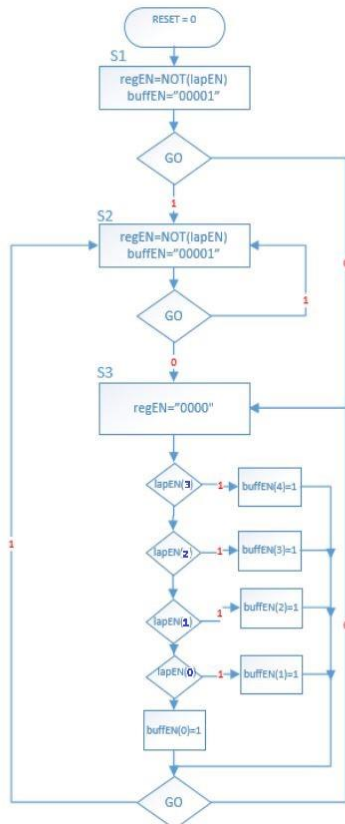 RESET = 0
S1
regEN=NOT(lapEN)
buffEN="00001"
GO
1
S2
regEN=NOT(lapEN)
buffEN="00001"
1
GO
0
S3
regEN="0000"
lapEN(3)
1
buffEN(4)=1
lapEN(2)
1
buffEN(3)=1
1
lapEN(1)
1
buffEN(2)=1
lapEN(0)
1
buffEN(1)=1
buffEN(0)=1
GO